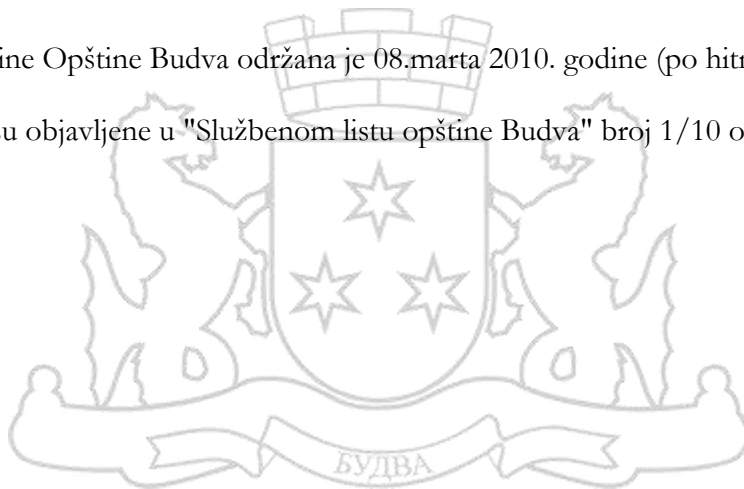 ine Opštine Budva održana je 08.marta 2010. godine (po hitn
su objavljene u "Službenom listu opštine Budva" broj 1/10 o
БУДВА